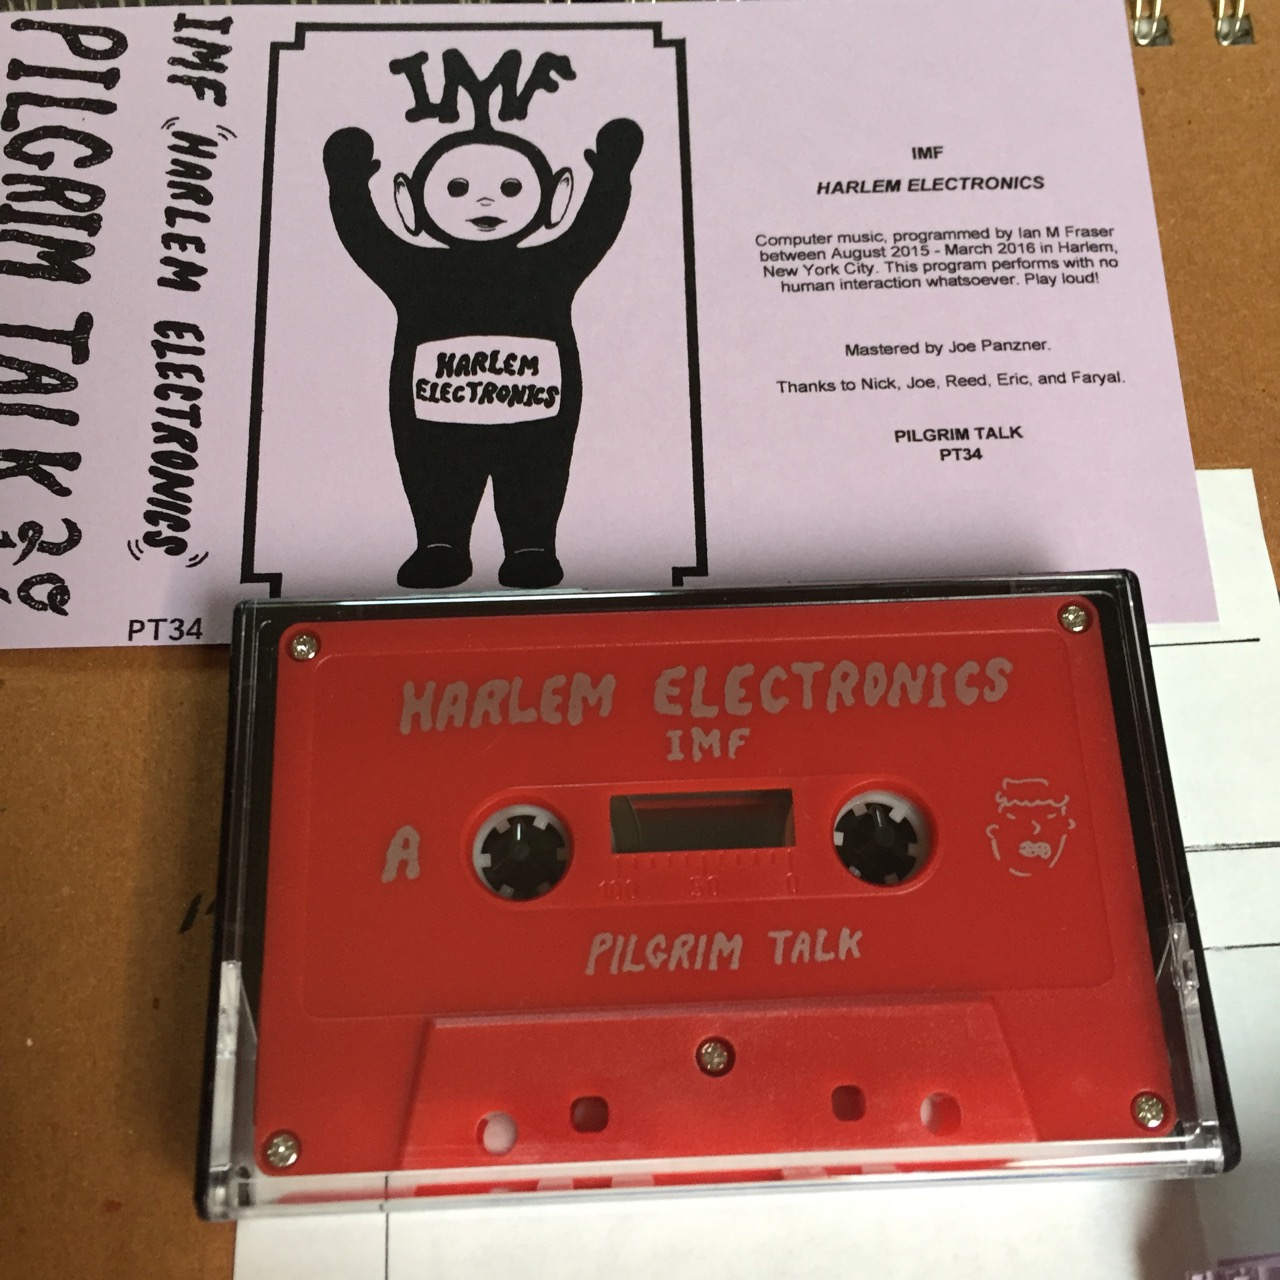 PILGRIM TALK
IMF "HARLEM ELECTRONICS"
PT34
IMF
HARLEM
ELECTRONICS
IMF
HARLEM ELECTRONICS
Computer music, programmed by Ian M Fraser
between August 2015 - March 2016 in Harlem,
New York City. This program performs with no
human interaction whatsoever. Play loud!
Mastered by Joe Panzner.
Thanks to Nick, Joe, Reed, Eric, and Faryal.
PILGRIM TALK
PT34
HARLEM ELECTRONICS
IMF
A
100 50 0
PILGRIM TALK